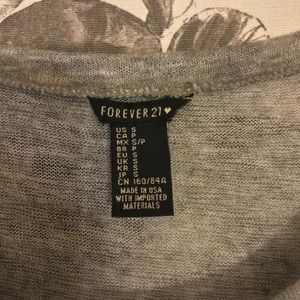 FOREVER 21♥
US S
CA P
MX S/P
BR P
EU S
UK S
KR S
JP S
CN 160/84A
MADE IN USA
WITH IMPORTED
MATERIALS